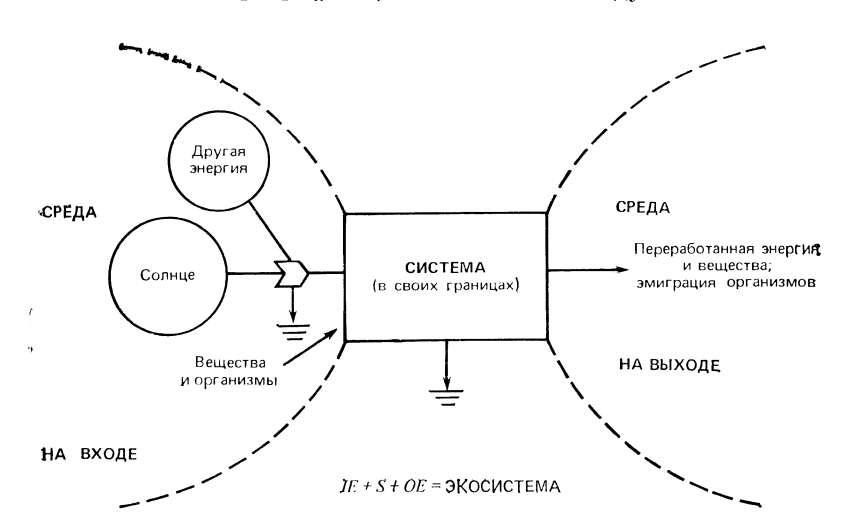 Другая
энергия
СРЕДА
Солнце
Вещества
и организмы
НА ВХОДЕ
СИСТЕМА
(в своих границах)
СРЕДА
Переработанная энергия
и вещества;
эмиграция организмов
НА ВЫХОДЕ
IE + S + OE = ЭКОСИСТЕМА